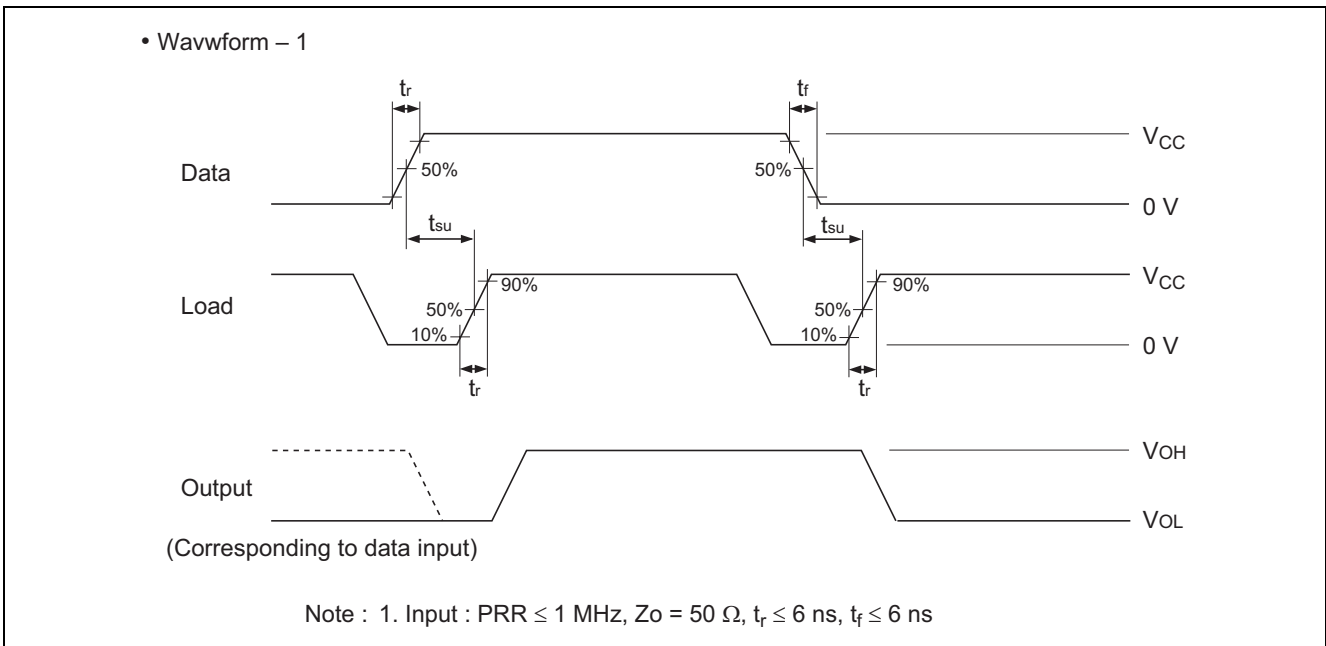 • Wavwform – 1
tr
tf
Data
50%
50%
VCC
0 V
tsu
tsu
Load
90%
50%
10%
tr
90%
50%
10%
tr
VCC
0 V
Output
VOH
VOL
(Corresponding to data input)
Note : 1. Input : PRR ≤ 1 MHz, Zo = 50 Ω, tr ≤ 6 ns, tf ≤ 6 ns